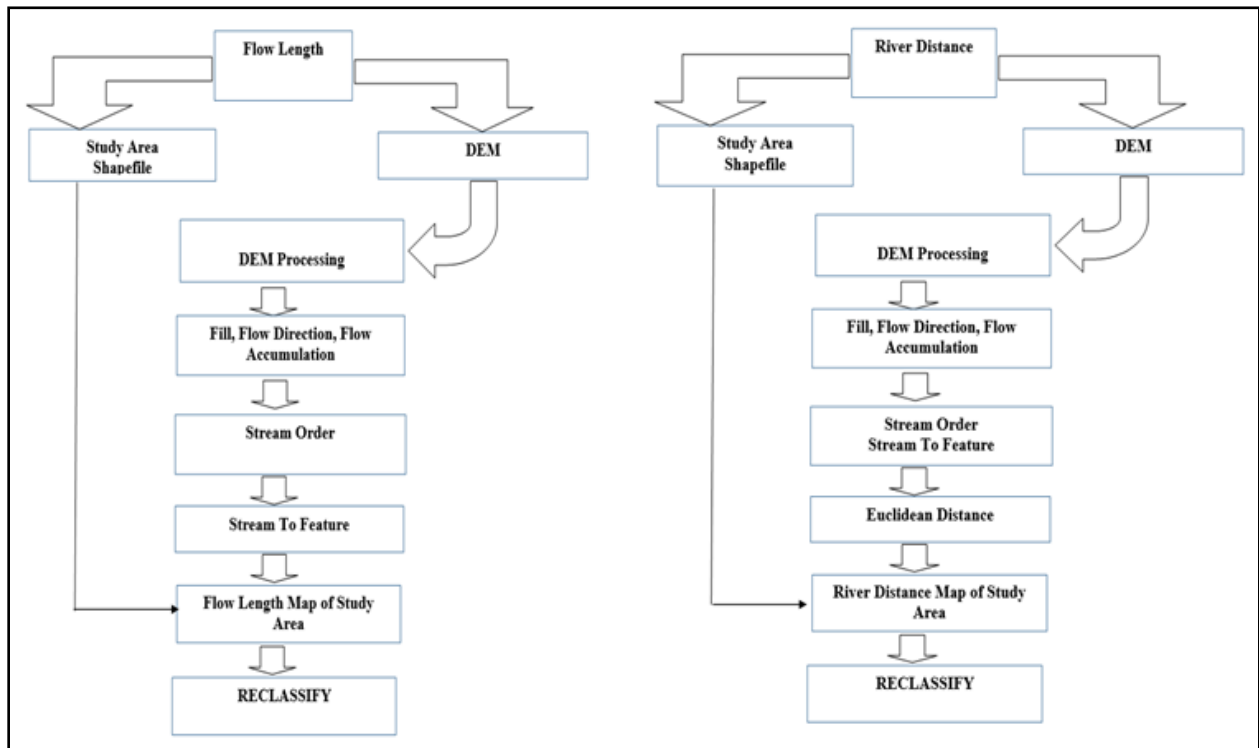 Flow Length
Study Area
Shapefile
DEM
DEM Processing
Fill, Flow Direction, Flow
Accumulation
Stream Order
Stream To Feature
Flow Length Map of Study
Area
RECLASSIFY
River Distance
Study Area
Shapefile
DEM
DEM Processing
Fill, Flow Direction, Flow
Accumulation
Stream Order
Stream To Feature
Euclidean Distance
River Distance Map of Study
Area
RECLASSIFY